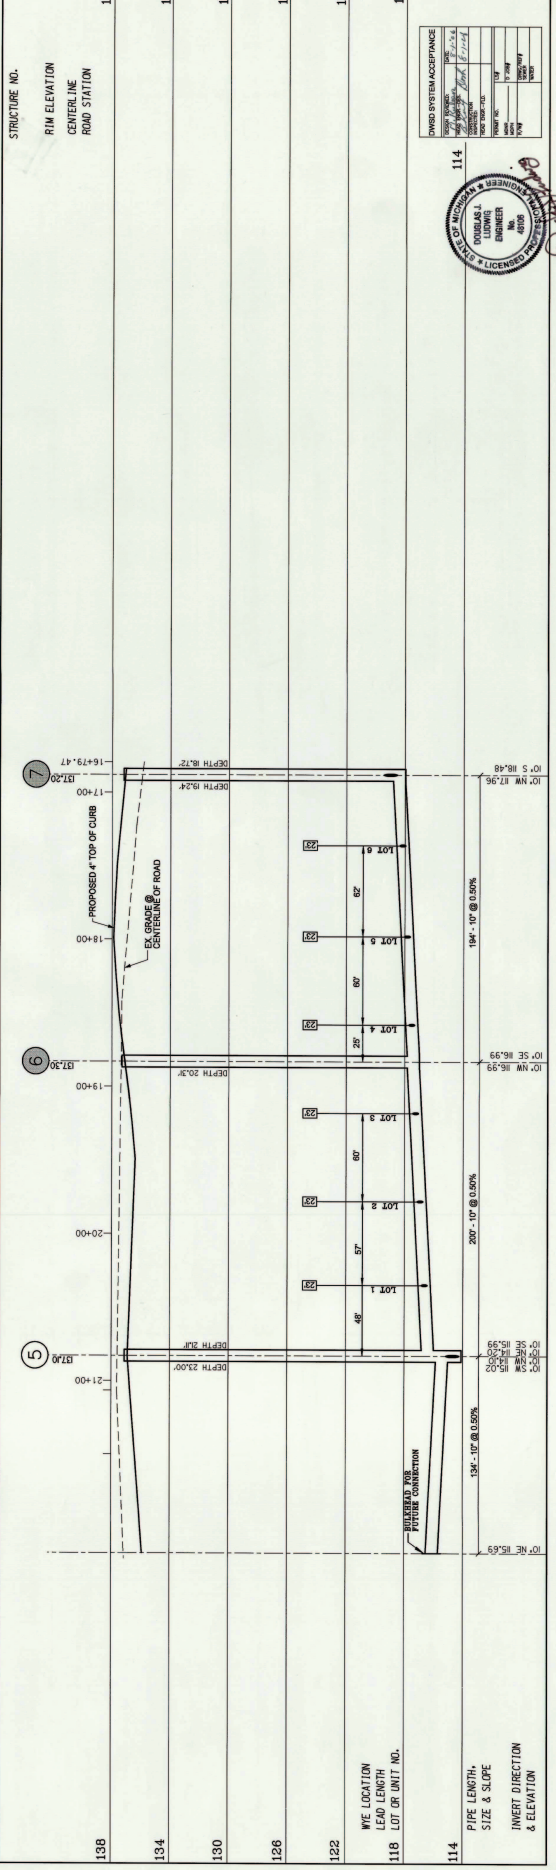 STRUCTURE NO.
RIM ELEVATION
CENTERLINE
ROAD STATION
5
137.10
6
137.30
7
137.20
21+00
20+00
19+00
18+00
17+00
16+79.47
PROPOSED 4" TOP OF CURB
EX. GRADE @
CENTERLINE OF ROAD
138
134
130
126
122
118
114
DEPTH 23.00'
DEPTH 21.11'
DEPTH 20.31'
DEPTH 19.24'
DEPTH 18.72'
BULKHEAD FOR
FUTURE CONNECTION
WYE LOCATION
LEAD LENGTH
LOT OR UNIT NO.
48'
57'
60'
25'
60'
62'
23'
23'
23'
23'
23'
23'
LOT 1
LOT 2
LOT 3
LOT 4
LOT 5
LOT 6
PIPE LENGTH,
SIZE & SLOPE
134' - 10" @ 0.50%
200' - 10" @ 0.50%
194' - 10" @ 0.50%
INVERT DIRECTION
& ELEVATION
10" NE 115.69
10" SW 115.02
10" NW 114.10
10" NE 114.20
10" SE 115.99
10" NW 116.99
10" SE 116.99
10" NW 117.96
10" S 118.48
114
DWSD SYSTEM ACCEPTANCE
STATE OF MICHIGAN
DOUGLAS J.
LUDWIG
ENGINEER
No.
48106
LICENSED PROFESSIONAL ENGINEER